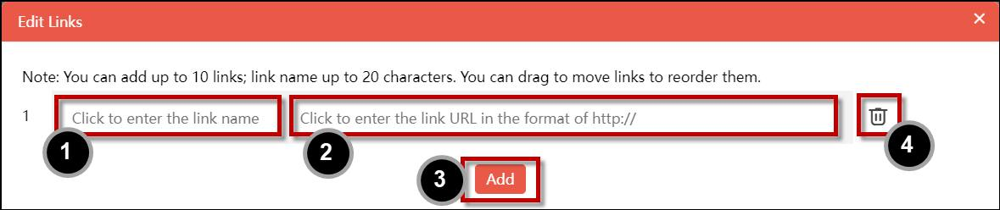 Edit Links
Note: You can add up to 10 links; link name up to 20 characters. You can drag to move links to reorder them.
1 Click to enter the link name Click to enter the link URL in the format of http://
1 2 4
3 Add